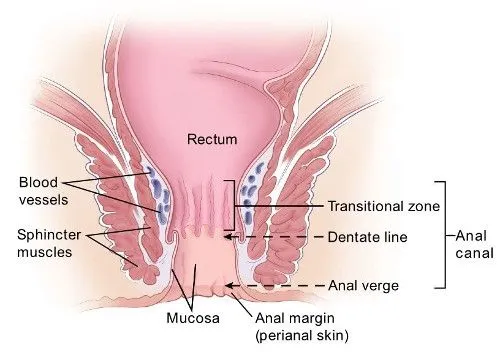 Rectum
Blood
vessels
Sphincter
muscles
Mucosa
Transitional zone
Dentate line
Anal verge
Anal margin
(perianal skin)
Anal
canal